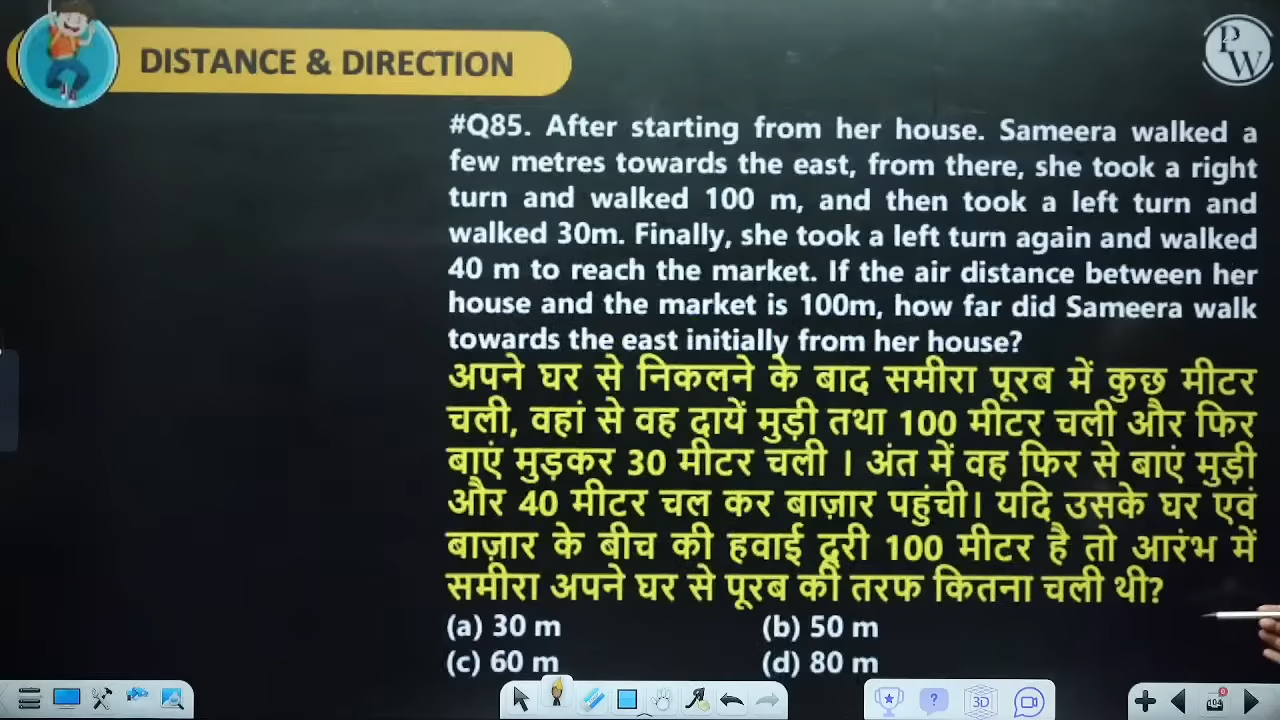 DISTANCE & DIRECTION
PW
#Q85. After starting from her house. Sameera walked a
few metres towards the east, from there, she took a right
turn and walked 100 m, and then took a left turn and
walked 30m. Finally, she took a left turn again and walked
40 m to reach the market. If the air distance between her
house and the market is 100m, how far did Sameera walk
towards the east initially from her house?
अपने घर से निकलने के बाद समीरा पूरब में कुछ मीटर
चली, वहां से वह दायें मुड़ी तथा 100 मीटर चली और फिर
बाएं मुड़कर 30 मीटर चली । अंत में वह फिर से बाएं मुड़ी
और 40 मीटर चल कर बाज़ार पहुंची। यदि उसके घर एवं
बाज़ार के बीच की हवाई दूरी 100 मीटर है तो आरंभ में
समीरा अपने घर से पूरब की तरफ कितना चली थी?
(a) 30 m (b) 50 m
(c) 60 m (d) 80 m
? 3D 104 0